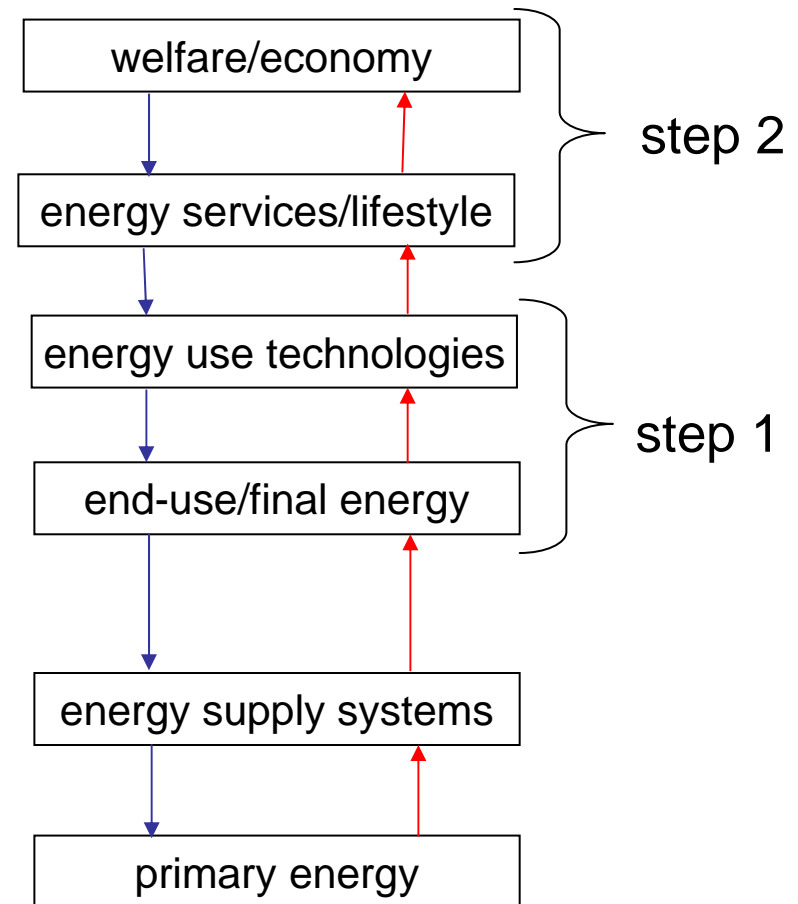 welfare/economy
step 2
energy services/lifestyle
energy use technologies
step 1
end-use/final energy
energy supply systems
primary energy